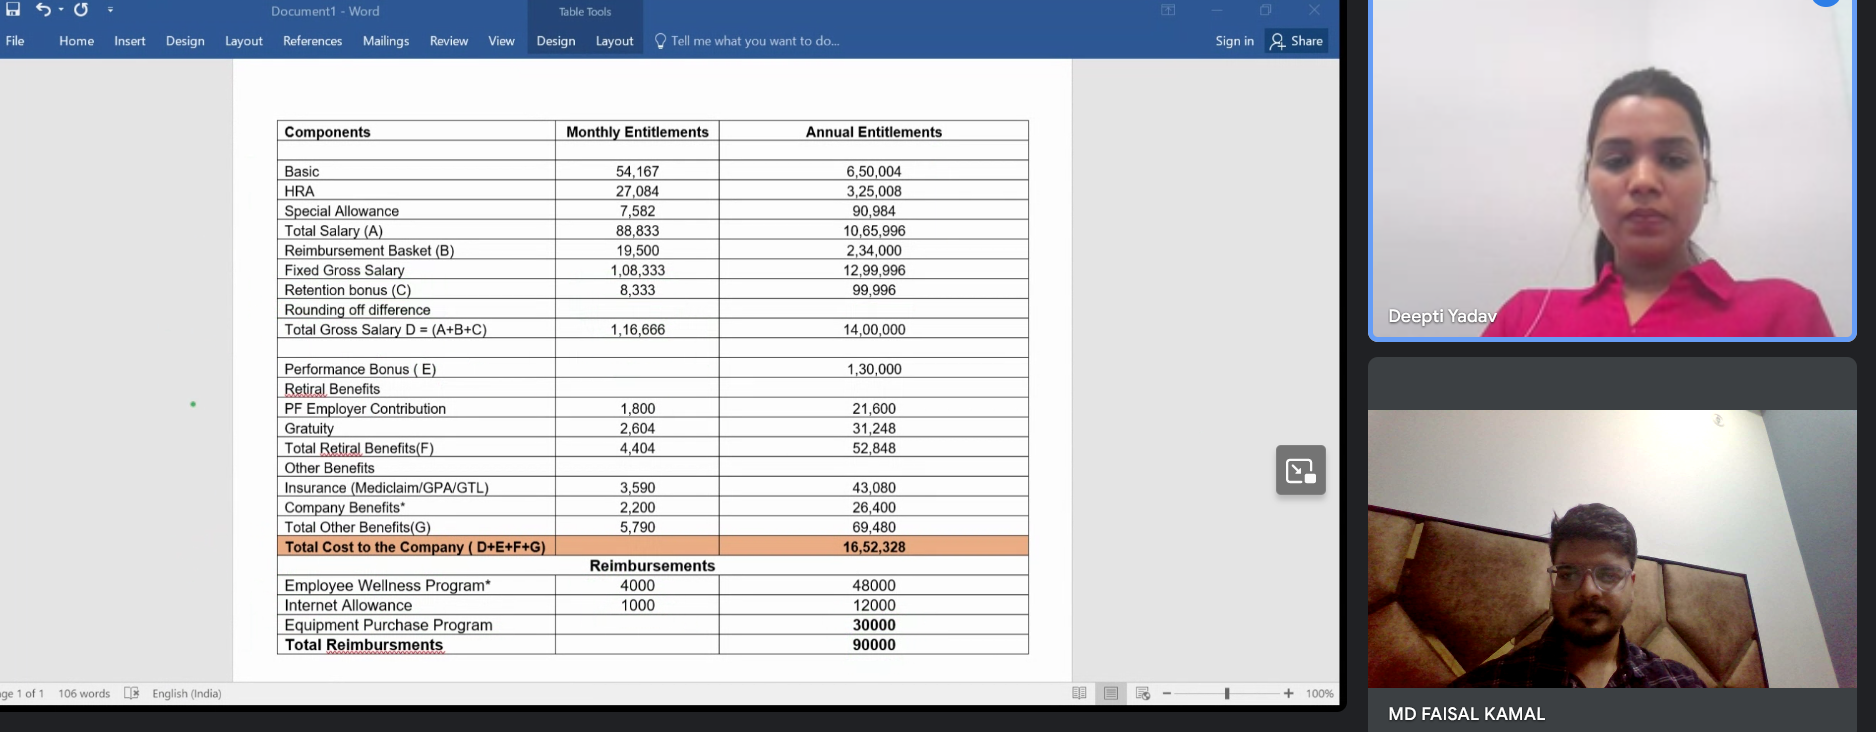 Document1 - Word
Table Tools
File Home Insert Design Layout References Mailings Review View Design Layout Tell me what you want to do... Sign in Share
Components Monthly Entitlements Annual Entitlements
Basic 54,167 6,50,004
HRA 27,084 3,25,008
Special Allowance 7,582 90,984
Total Salary (A) 88,833 10,65,996
Reimbursement Basket (B) 19,500 2,34,000
Fixed Gross Salary 1,08,333 12,99,996
Retention bonus (C) 8,333 99,996
Rounding off difference
Total Gross Salary D = (A+B+C) 1,16,666 14,00,000
Performance Bonus ( E) 1,30,000
Retiral Benefits
PF Employer Contribution 1,800 21,600
Gratuity 2,604 31,248
Total Retiral Benefits(F) 4,404 52,848
Other Benefits
Insurance (Mediclaim/GPA/GTL) 3,590 43,080
Company Benefits* 2,200 26,400
Total Other Benefits(G) 5,790 69,480
Total Cost to the Company ( D+E+F+G) 16,52,328
Reimbursements
Employee Wellness Program* 4000 48000
Internet Allowance 1000 12000
Equipment Purchase Program 30000
Total Reimbursments 90000
ge 1 of 1 106 words English (India) 100%
Deepti Yadav
MD FAISAL KAMAL